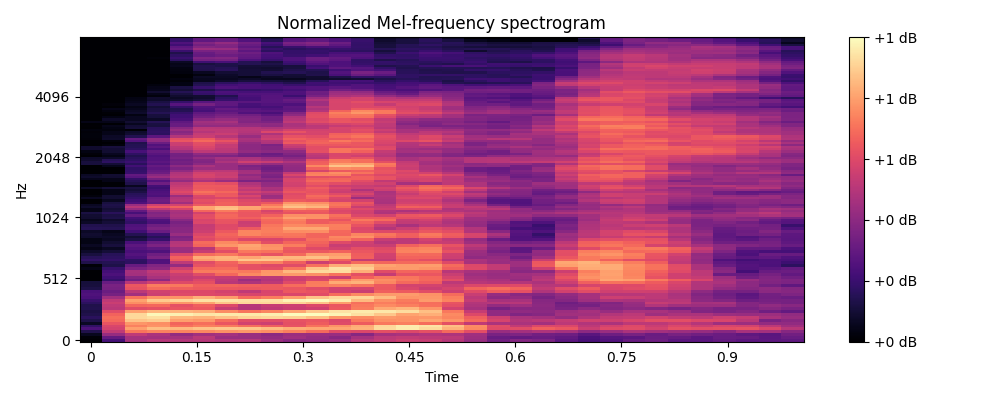 Normalized Mel-frequency spectrogram
Hz
4096
2048
1024
512
0
0 0.15 0.3 0.45 0.6 0.75 0.9
Time
+1 dB
+1 dB
+1 dB
+0 dB
+0 dB
+0 dB